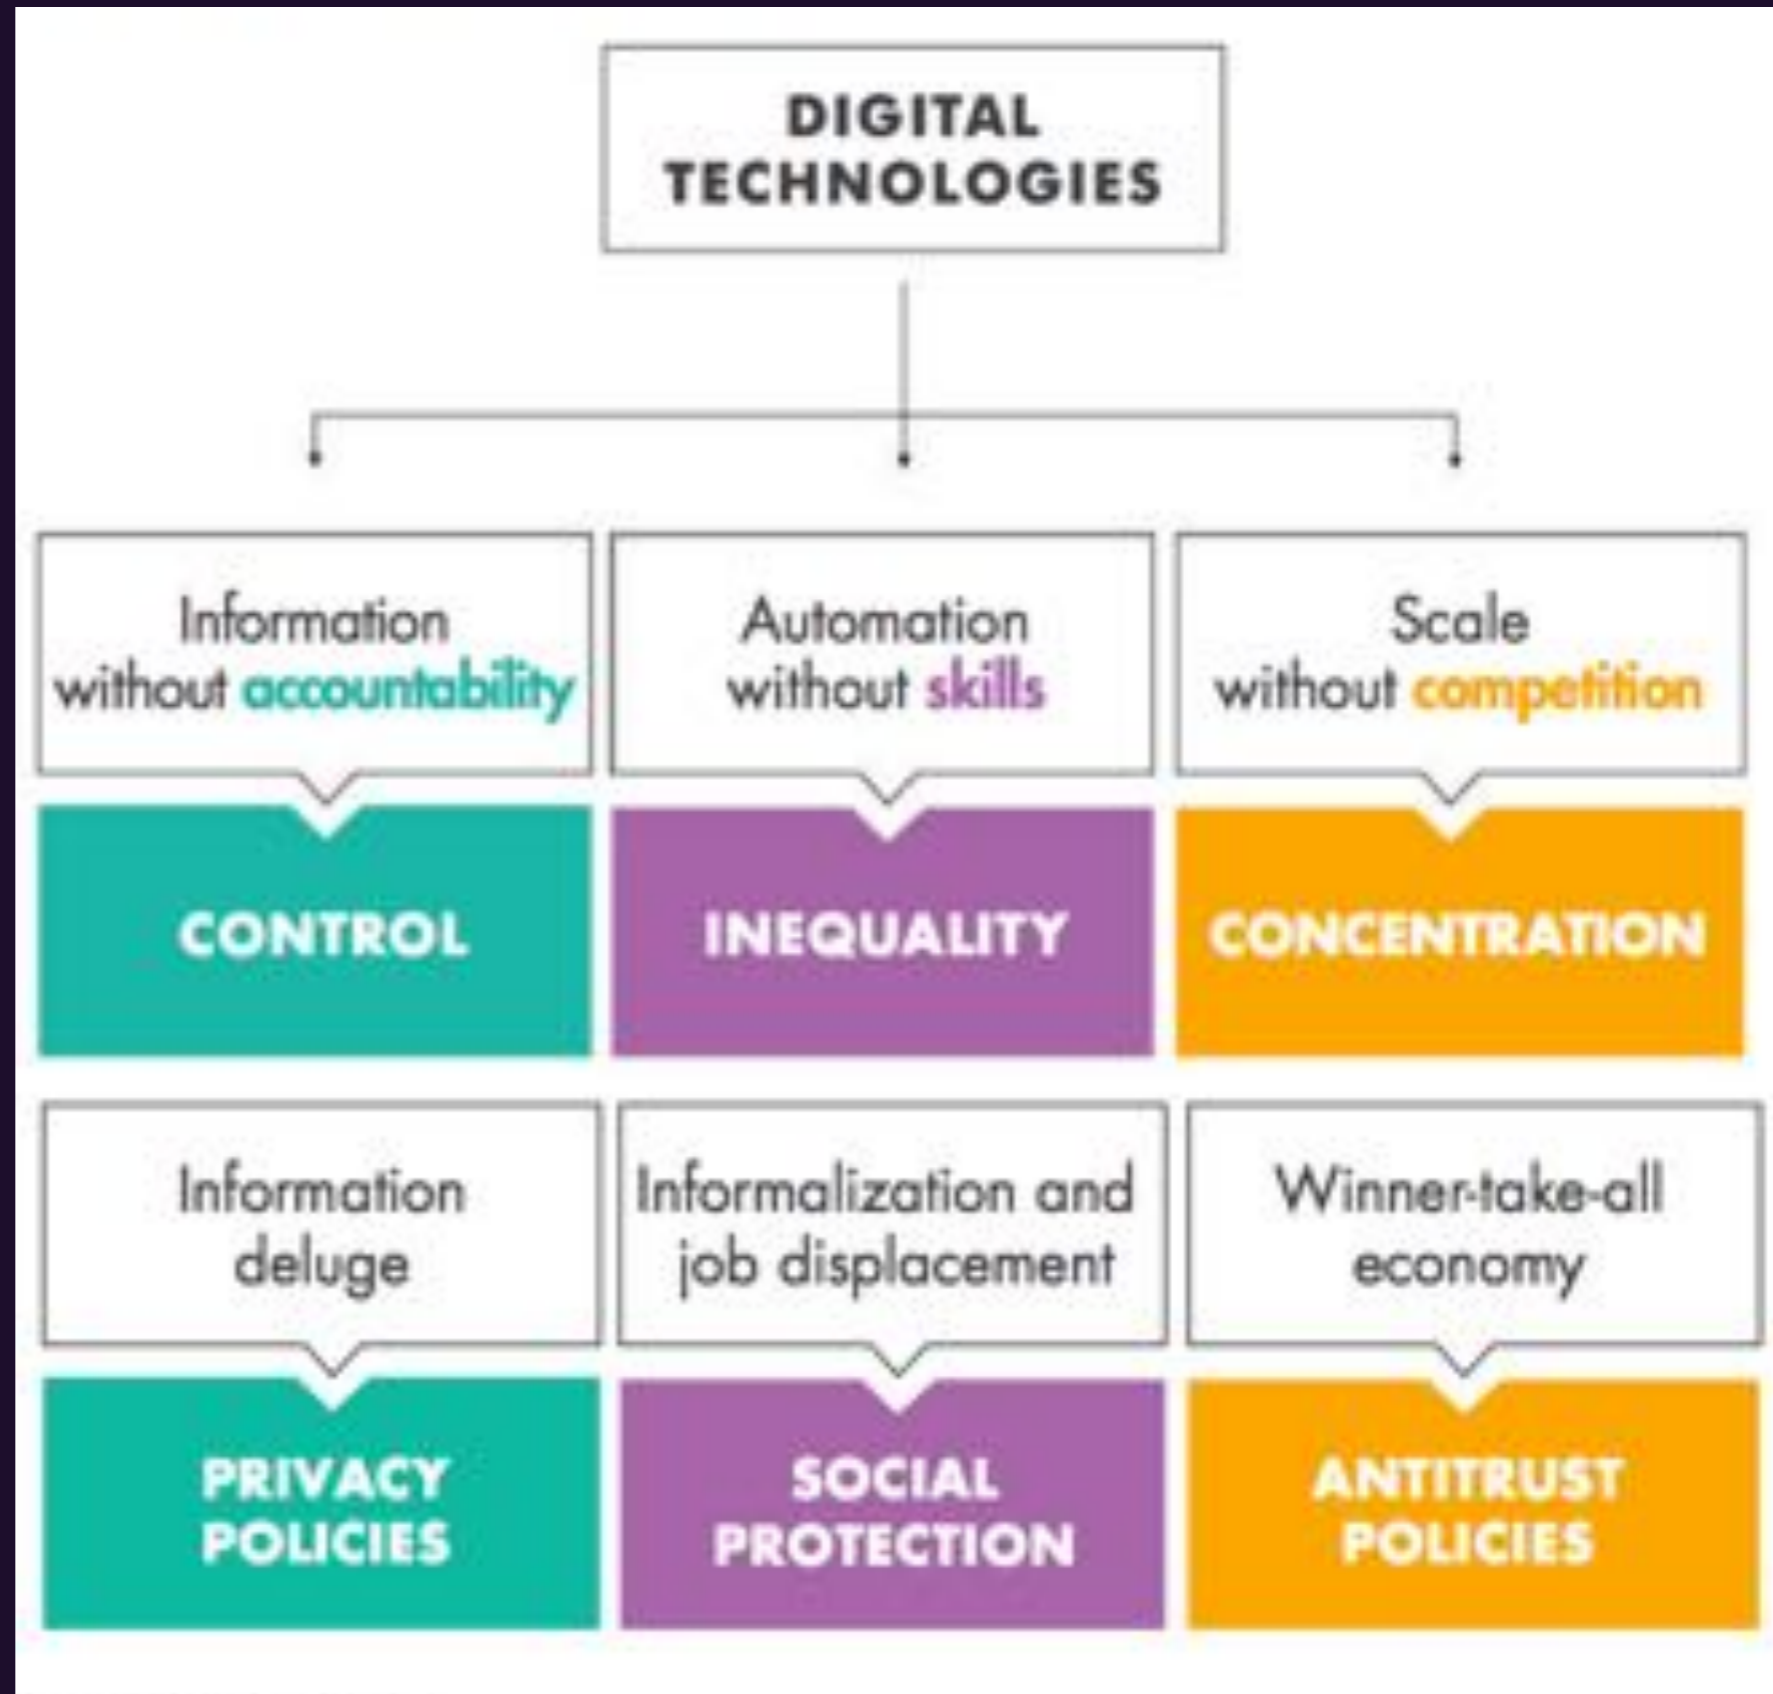 DIGITAL
TECHNOLOGIES
Information
without accountability
Automation
without skills
Scale
without competition
CONTROL
INEQUALITY
CONCENTRATION
Information
deluge
Informalization and
job displacement
Winner-take-all
economy
PRIVACY
POLICIES
SOCIAL
PROTECTION
ANTITRUST
POLICIES